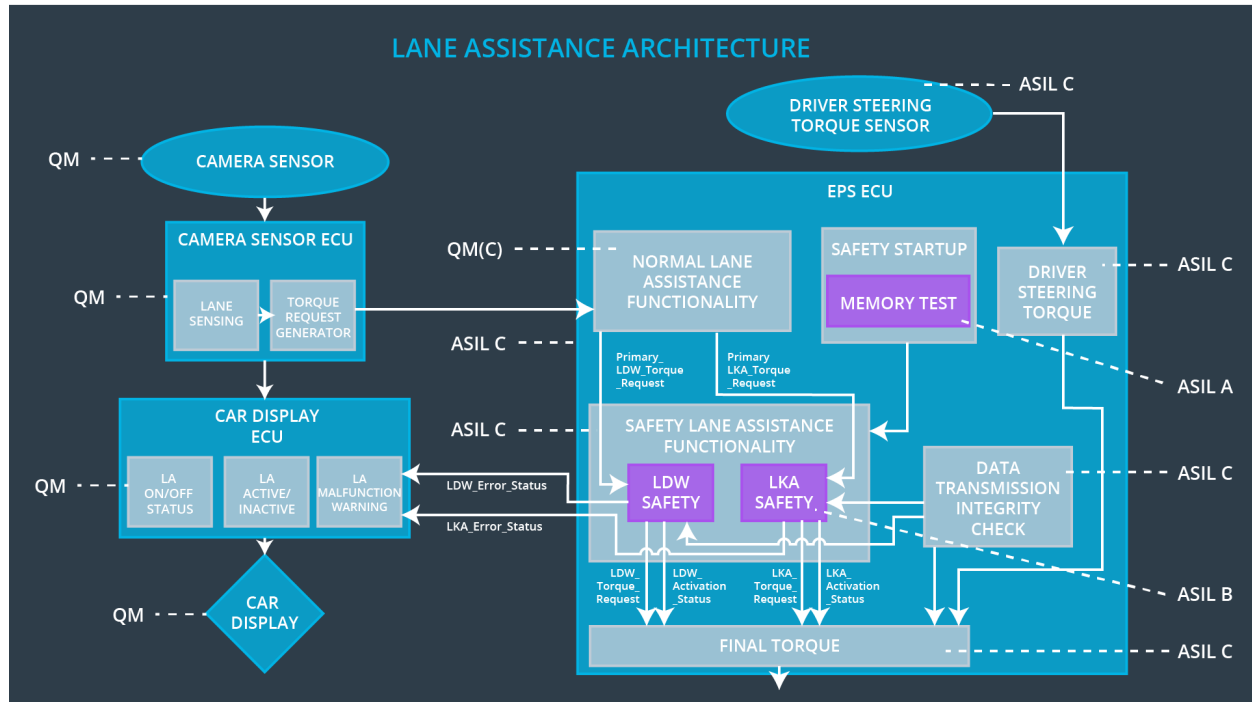 LANE ASSISTANCE ARCHITECTURE
ASIL C
DRIVER STEERING
TORQUE SENSOR
QM
CAMERA SENSOR
EPS ECU
CAMERA SENSOR ECU
QM
LANE
SENSING
TORQUE
REQUEST
GENERATOR
QM(C)
NORMAL LANE
ASSISTANCE
FUNCTIONALITY
SAFETY STARTUP
MEMORY TEST
DRIVER
STEERING
TORQUE
ASIL C
ASIL C
ASIL A
Primary_
LDW_Torque
_Request
Primary
LKA_Torque
_Request
CAR DISPLAY
ECU
QM
LA
ON/OFF
STATUS
LA
ACTIVE/
INACTIVE
LA
MALFUNCTION
WARNING
ASIL C
SAFETY LANE ASSISTANCE
FUNCTIONALITY
LDW
SAFETY
LKA
SAFETY
DATA
TRANSMISSION
INTEGRITY
CHECK
ASIL C
LDW_Error_Status
LKA_Error_Status
LDW_
Torque_
Request
LDW_
Activation
_Status
LKA_
Torque_
Request
LKA_
Activation
_Status
ASIL B
QM
CAR
DISPLAY
FINAL TORQUE
ASIL C